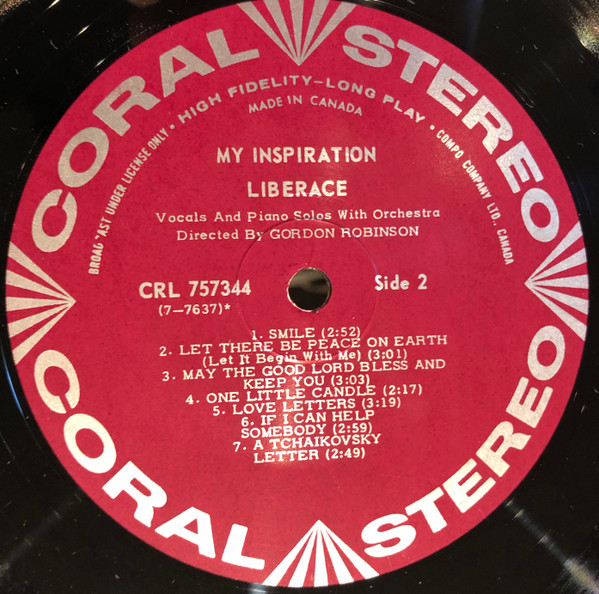 CORAL STEREO
HIGH FIDELITY—LONG PLAY
MADE IN CANADA
BROADCAST UNDER LICENSE ONLY • • COMPO COMPANY LTD., CANADA
MY INSPIRATION
LIBERACE
Vocals And Piano Solos With Orchestra
Directed By GORDON ROBINSON
CRL 757344 Side 2
(7-7637)*
1. SMILE (2:52)
2. LET THERE BE PEACE ON EARTH
(Let It Begin With Me) (3:01)
3. MAY THE GOOD LORD BLESS AND
KEEP YOU (3:03)
4. ONE LITTLE CANDLE (2:17)
5. LOVE LETTERS (3:19)
6. IF I CAN HELP
SOMEBODY (2:59)
7. A TCHAIKOVSKY
LETTER (2:49)
CORAL STEREO